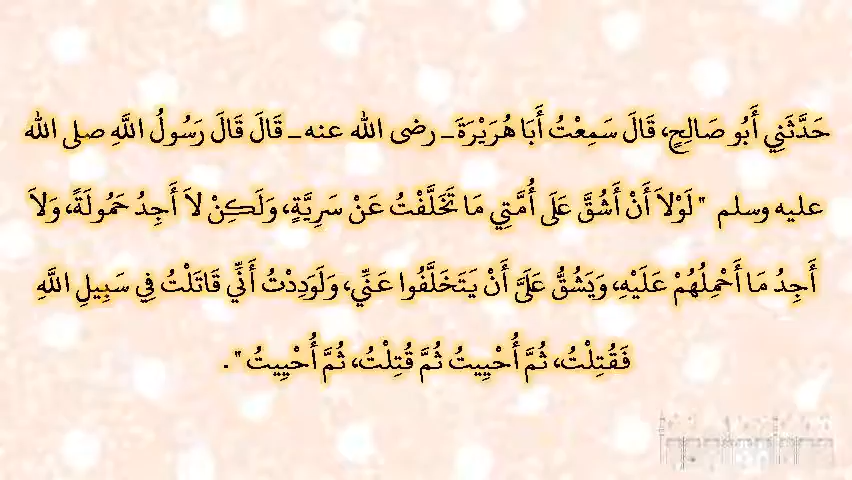 حَدَّثَنِي أَبُو صَالِحٍ، قَالَ سَمِعْتُ أَبَا هُرَيْرَةَ ـ رضى الله عنه ـ قَالَ قَالَ رَسُولُ اللَّهِ صلى الله
عليه وسلم " لَوْلاَ أَنْ أَشُقَّ عَلَى أُمَّتِي مَا تَخَلَّفْتُ عَنْ سَرِيَّةٍ، وَلَكِنْ لاَ أَجِدُ حَمُولَةً، وَلاَ
أَجِدُ مَا أَحْمِلُهُمْ عَلَيْهِ، وَيَشُقُّ عَلَىَّ أَنْ يَتَخَلَّفُوا عَنِّي، وَلَوَدِدْتُ أَنِّي قَاتَلْتُ فِي سَبِيلِ اللَّهِ
فَقُتِلْتُ، ثُمَّ أُحْيِيتُ ثُمَّ قُتِلْتُ، ثُمَّ أُحْيِيتُ ".